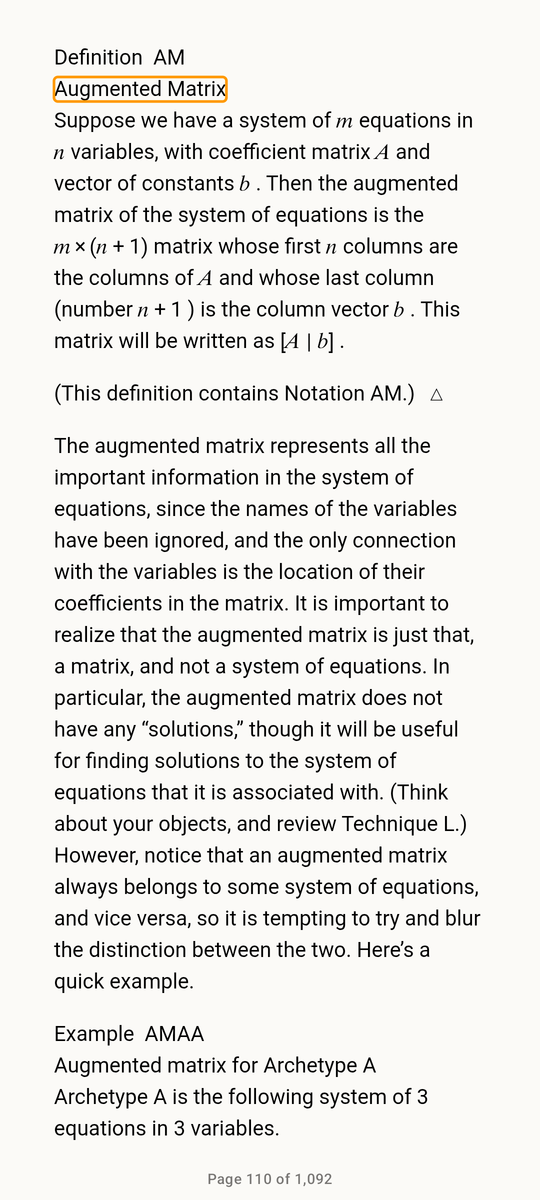 Definition  AM
Augmented Matrix
Suppose we have a system of m equations in
n variables, with coefficient matrix A and
vector of constants b . Then the augmented
matrix of the system of equations is the
m × (n + 1) matrix whose first n columns are
the columns of A and whose last column
(number n + 1 ) is the column vector b . This
matrix will be written as [A | b] .
(This definition contains Notation AM.)  △
The augmented matrix represents all the
important information in the system of
equations, since the names of the variables
have been ignored, and the only connection
with the variables is the location of their
coefficients in the matrix. It is important to
realize that the augmented matrix is just that,
a matrix, and not a system of equations. In
particular, the augmented matrix does not
have any “solutions,” though it will be useful
for finding solutions to the system of
equations that it is associated with. (Think
about your objects, and review Technique L.)
However, notice that an augmented matrix
always belongs to some system of equations,
and vice versa, so it is tempting to try and blur
the distinction between the two. Here’s a
quick example.
Example  AMAA
Augmented matrix for Archetype A
Archetype A is the following system of 3
equations in 3 variables.
Page 110 of 1,092